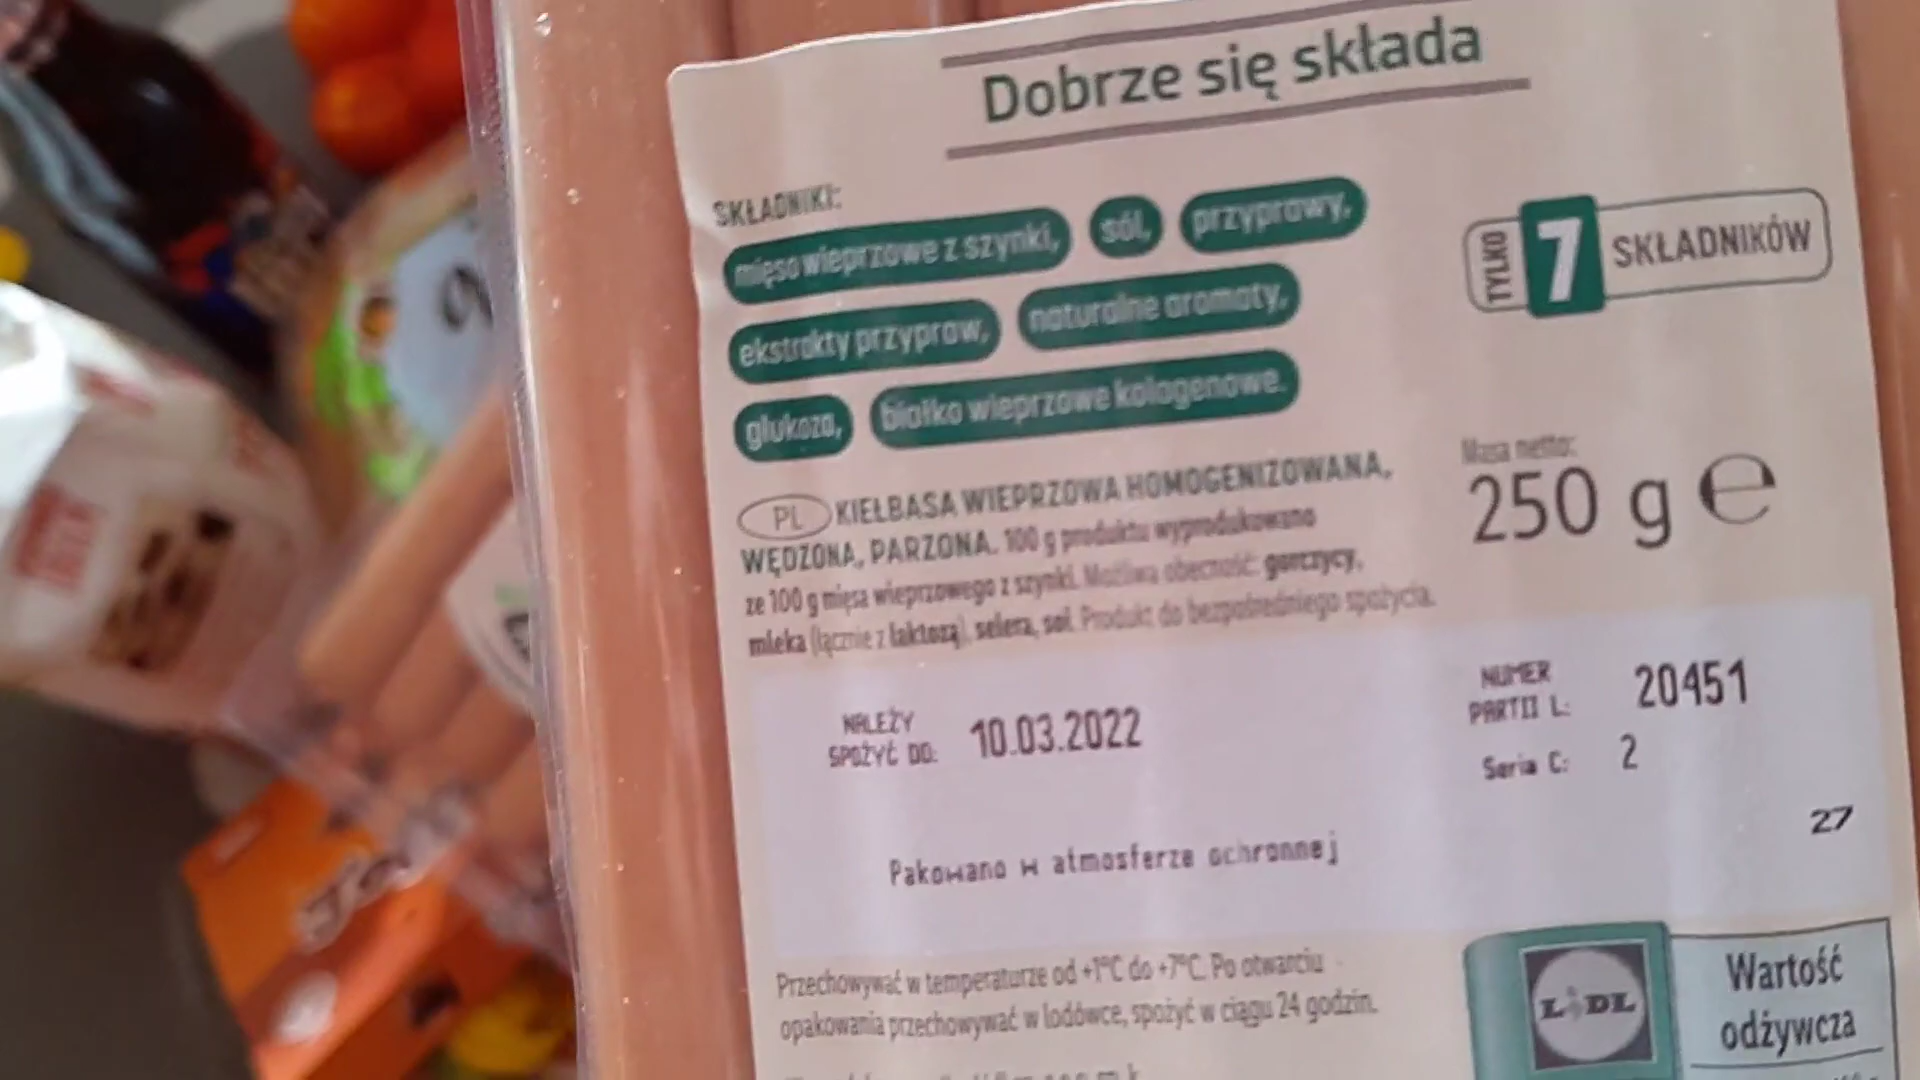 Dobrze się składa
SKŁADNIKI:
mięso wieprzowe z szynki, sól, przyprawy,
ekstrakty przypraw, naturalne aromaty,
glukoza, białko wieprzowe kolagenowe.
TYLKO 7 SKŁADNIKÓW
PL KIEŁBASA WIEPRZOWA HOMOGENIZOWANA,
WĘDZONA, PARZONA. 100 g produktu wyprodukowano
ze 100 g mięsa wieprzowego z szynki. Możliwa obecność: gorczycy,
mleka (łącznie z laktozą), selera, soi. Produkt do bezpośredniego spożycia.
Masa netto:
250 g ℮
NALEŻY
SPOŻYĆ DO: 10.03.2022
NUMER
PARTII L: 20451
Seria C: 2
27
Pakowano w atmosferze ochronnej
Przechowywać w temperaturze od +1°C do +7°C. Po otwarciu
opakowania przechowywać w lodówce, spożyć w ciągu 24 godzin.
LIDL
Wartość
odżywcza